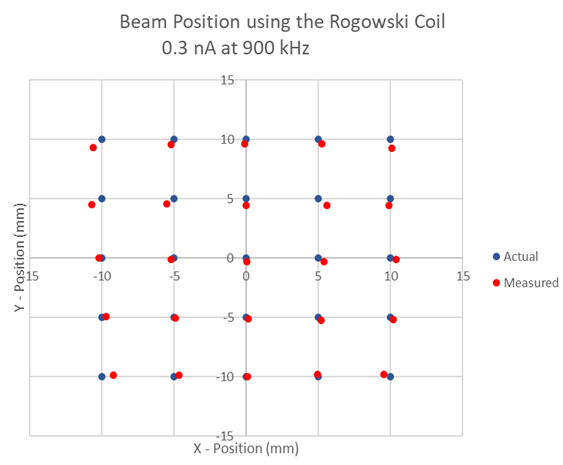 Beam Position using the Rogowski Coil
0.3 nA at 900 kHz
15
10
5
0
15 -10 -5 0 5 10 15
-5
-10
-15
Y - Position (mm)
X - Position (mm)
Actual
Measured